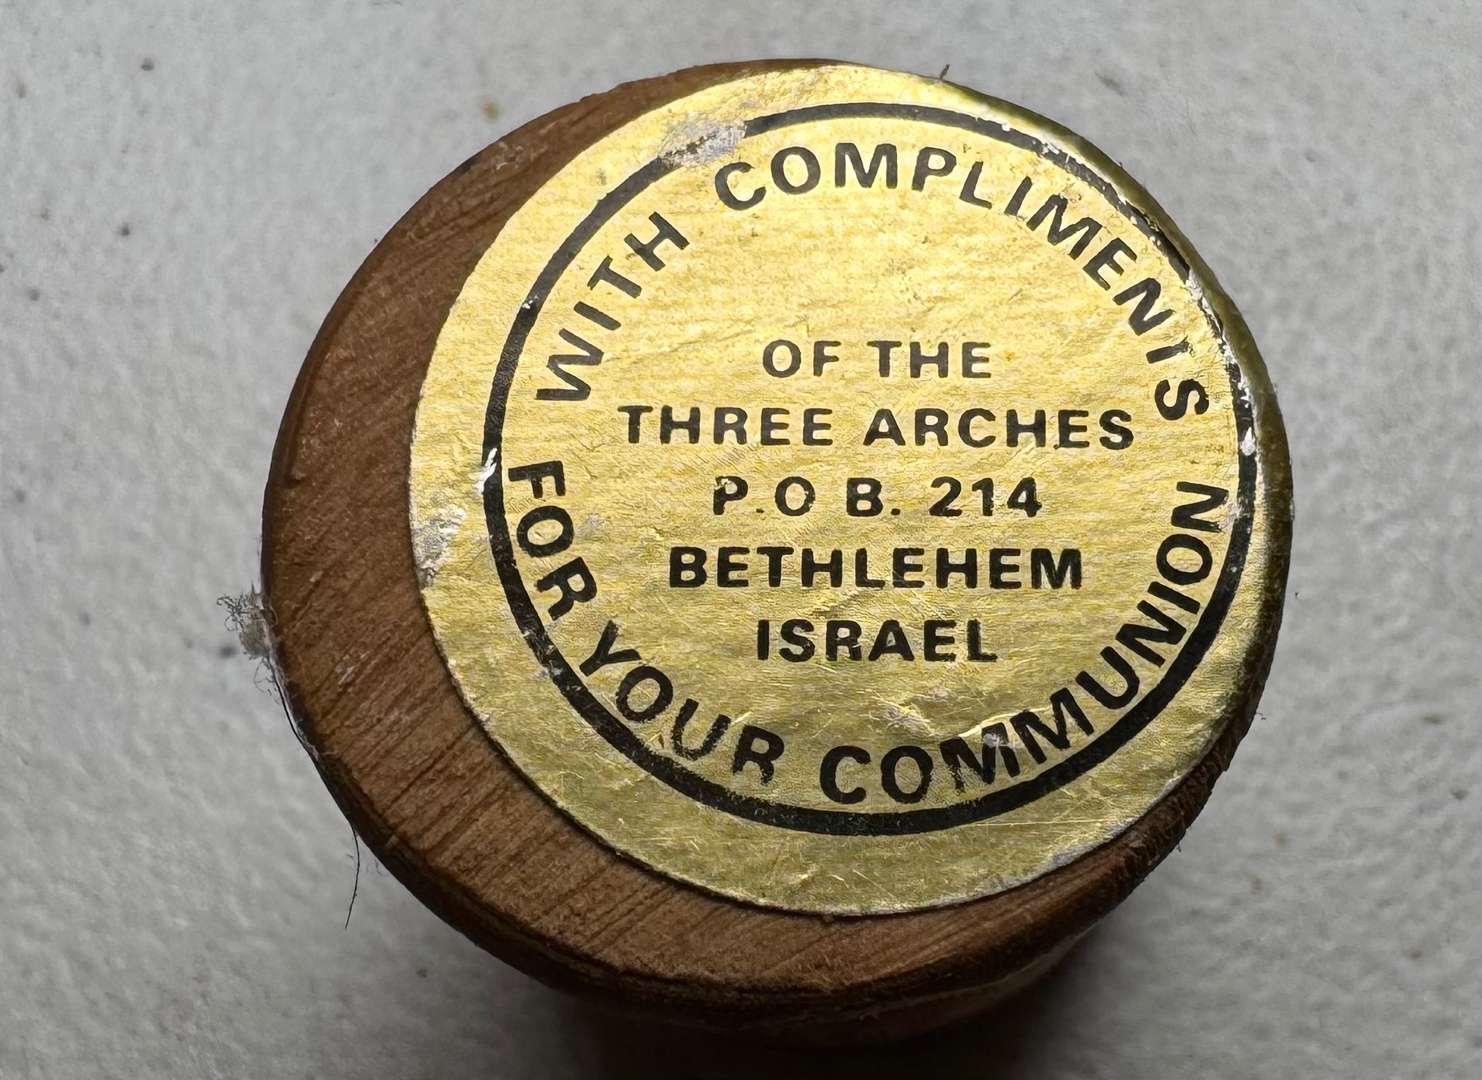 WITH COMPLIMENTS
OF THE
THREE ARCHES
P.O B. 214
BETHLEHEM
ISRAEL
FOR YOUR COMMUNION